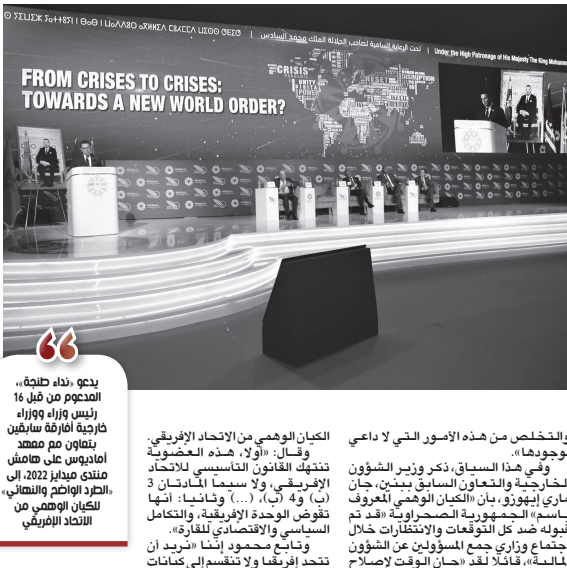 تحت الرعاية السامية لصاحب الجلالة الملك محمد السادس | Under the High Patronage of His Majesty The King Mohamm
FROM CRISES TO CRISES:
TOWARDS A NEW WORLD ORDER?
CRISIS
والتخلص من هذه الأمور التي لا داعي
لوجودها».
وفي هذا السياق، ذكر وزير الشؤون
الخارجية والتعاون السابق ببنين، جان
ماري إيهوزو، بأن «الكيان الوهمي المعروف
باسم» الجمهورية الصحراوية «قد تم
قبوله ضد كل التوقعات والانتظارات خلال
اجتماع وزاري جمع المسؤولين عن الشؤون
المالية»، قائلا لقد «حان الوقت لإصلاح
الكيان الوهمي من الاتحاد الإفريقي.
وقال: «أولا، هذه العضوية
تنتهك القانون التأسيسي للاتحاد
الإفريقي، ولا سيما المادتان 3
(ب) و4 (ب)، (...) وثانيا: أنها
تقوض الوحدة الإفريقية، والتكامل
السياسي والاقتصادي للقارة».
وتابع محمود إننا «نريد أن
تتحد إفريقيا ولا تنقسم إلى كيانات
يدعو «نداء طنجة»،
المدعوم من قبل 16
رئيس وزراء ووزراء
خارجية أفارقة سابقين
بتعاون مع معهد
أماديوس على هامش
منتدى ميدايز 2022، إلى
«الطرد الواضح والنهائي»
للكيان الوهمي من
الاتحاد الإفريقي